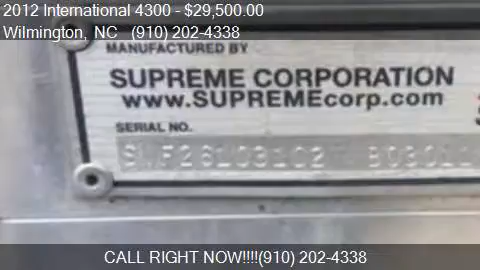 2012 International 4300 - $29,500.00
Wilmington, NC (910) 202-4338
MANUFACTURED BY
SUPREME CORPORATION
www.SUPREMEcorp.com
SERIAL NO.
CALL RIGHT NOW!!!!(910) 202-4338